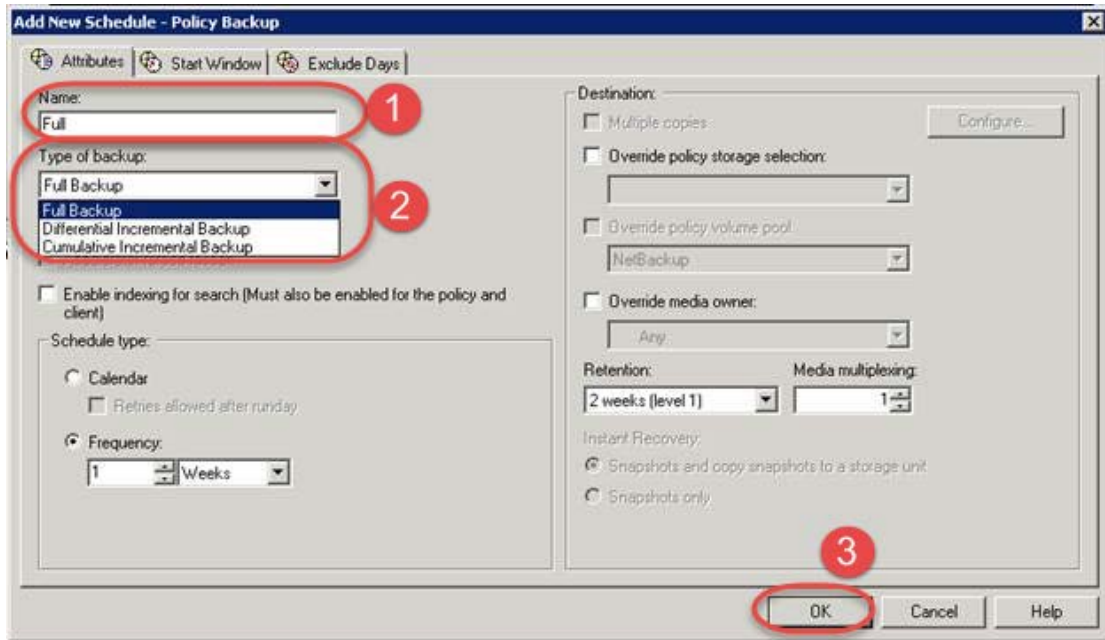 Add New Schedule - Policy Backup
Attributes
Start Window
Exclude Days
Name:
Full
1
Type of backup:
Full Backup
Full Backup
Differential Incremental Backup
Cumulative Incremental Backup
2
Enable indexing for search (Must also be enabled for the policy and
client)
Schedule type:
Calendar
Retries allowed after runday
Frequency:
1
Weeks
Destination:
Multiple copies
Configure...
Override policy storage selection:
Override policy volume pool:
NetBackup
Override media owner:
Any
Retention:
Media multiplexing:
2 weeks (level 1)
1
Instant Recovery:
Snapshots and copy snapshots to a storage unit
Snapshots only
3
OK
Cancel
Help